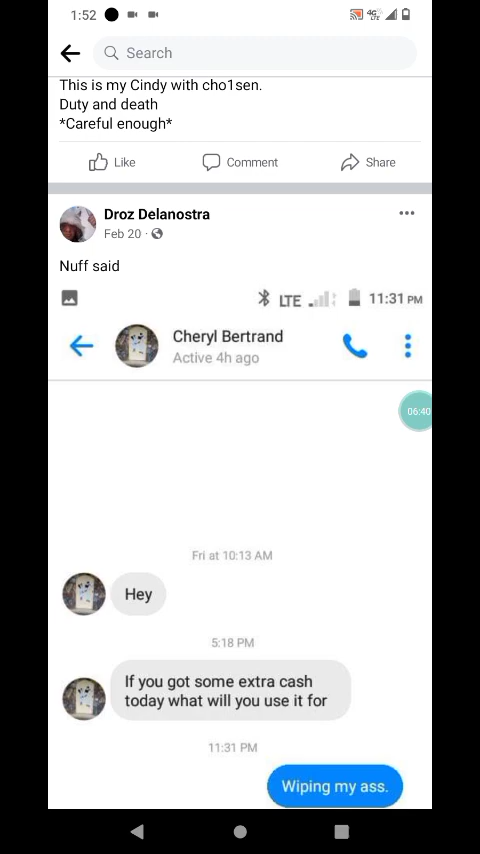 1:52
4G
LTE
Search
This is my Cindy with cho1sen.
Duty and death
*Careful enough*
Like Comment Share
Droz Delanostra
Feb 20 ·
Nuff said
LTE 11:31 PM
Cheryl Bertrand
Active 4h ago
06:40
Fri at 10:13 AM
Hey
5:18 PM
If you got some extra cash
today what will you use it for
11:31 PM
Wiping my ass.